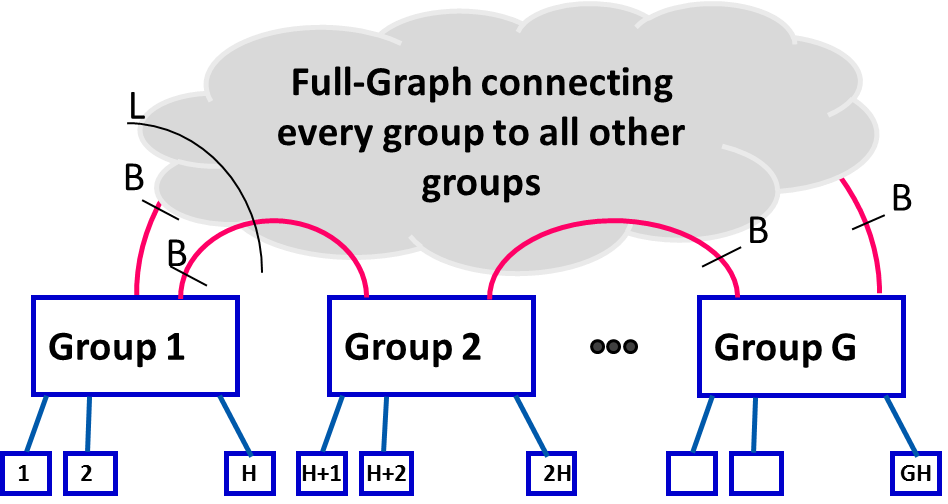 Full-Graph connecting
every group to all other
groups
L
B
B
B
B
Group 1
Group 2
Group G
1
2
H
H+1
H+2
2H
GH